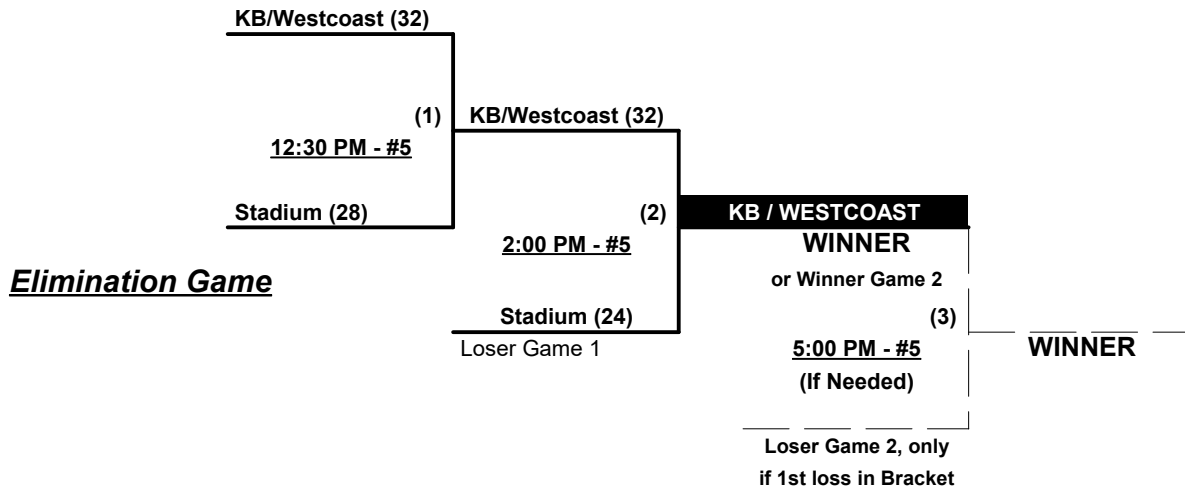 KB/Westcoast (32)
(1)
KB/Westcoast (32)
12:30 PM - #5
Stadium (28)
(2)
KB / WESTCOAST
2:00 PM - #5
WINNER
Elimination Game
or Winner Game 2
Stadium (24)
(3)
Loser Game 1
5:00 PM - #5
WINNER
(If Needed)
Loser Game 2, only
if 1st loss in Bracket